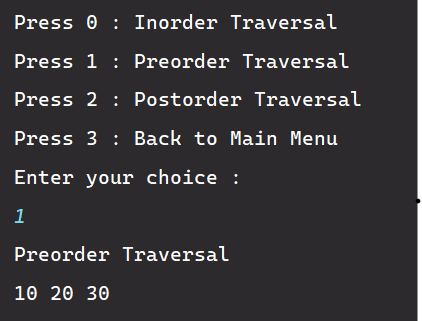 Press 0 : Inorder Traversal
Press 1 : Preorder Traversal
Press 2 : Postorder Traversal
Press 3 : Back to Main Menu
Enter your choice :
1
Preorder Traversal
10 20 30